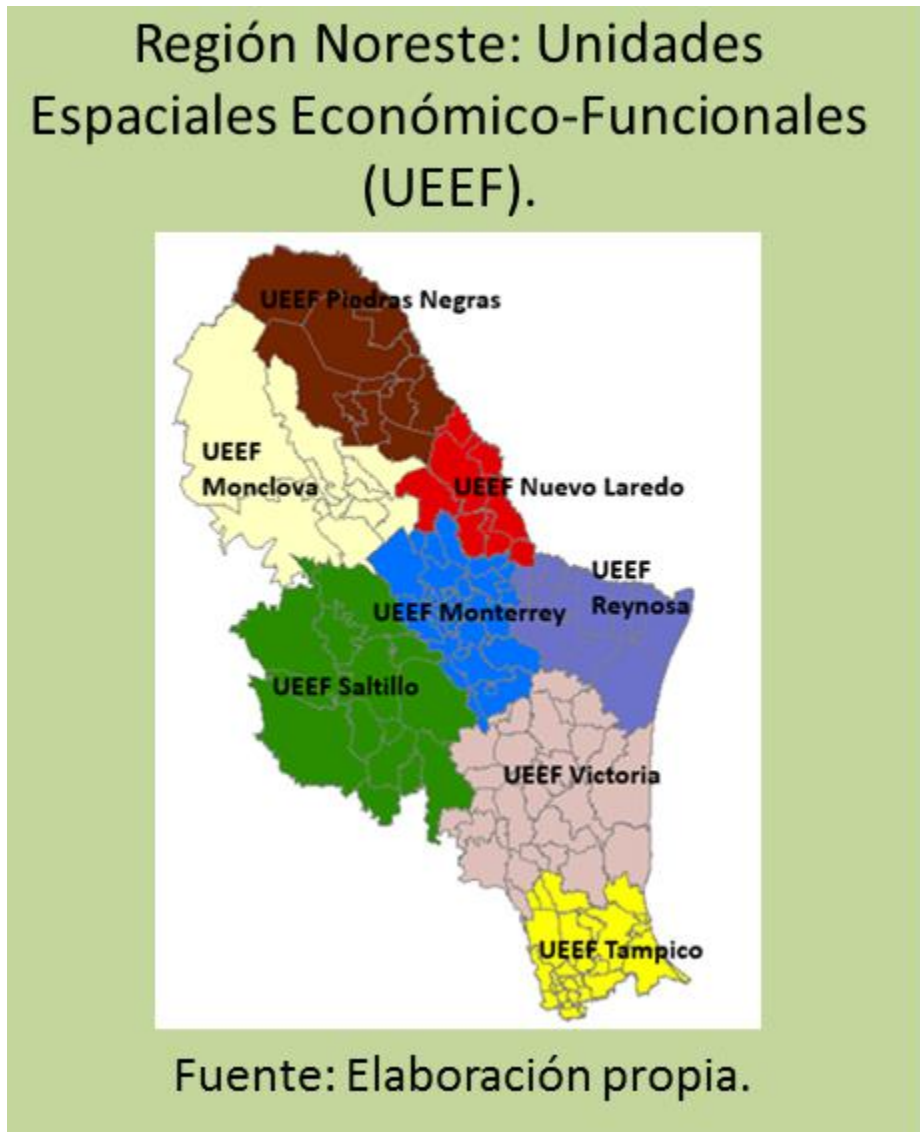 Región Noreste: Unidades
Espaciales Económico-Funcionales
(UEEF).
UEEF Piedras Negras
UEEF
Monclova
UEEF Nuevo Laredo
UEEF
Reynosa
UEEF Monterrey
UEEF Saltillo
UEEF Victoria
UEEF Tampico
Fuente: Elaboración propia.